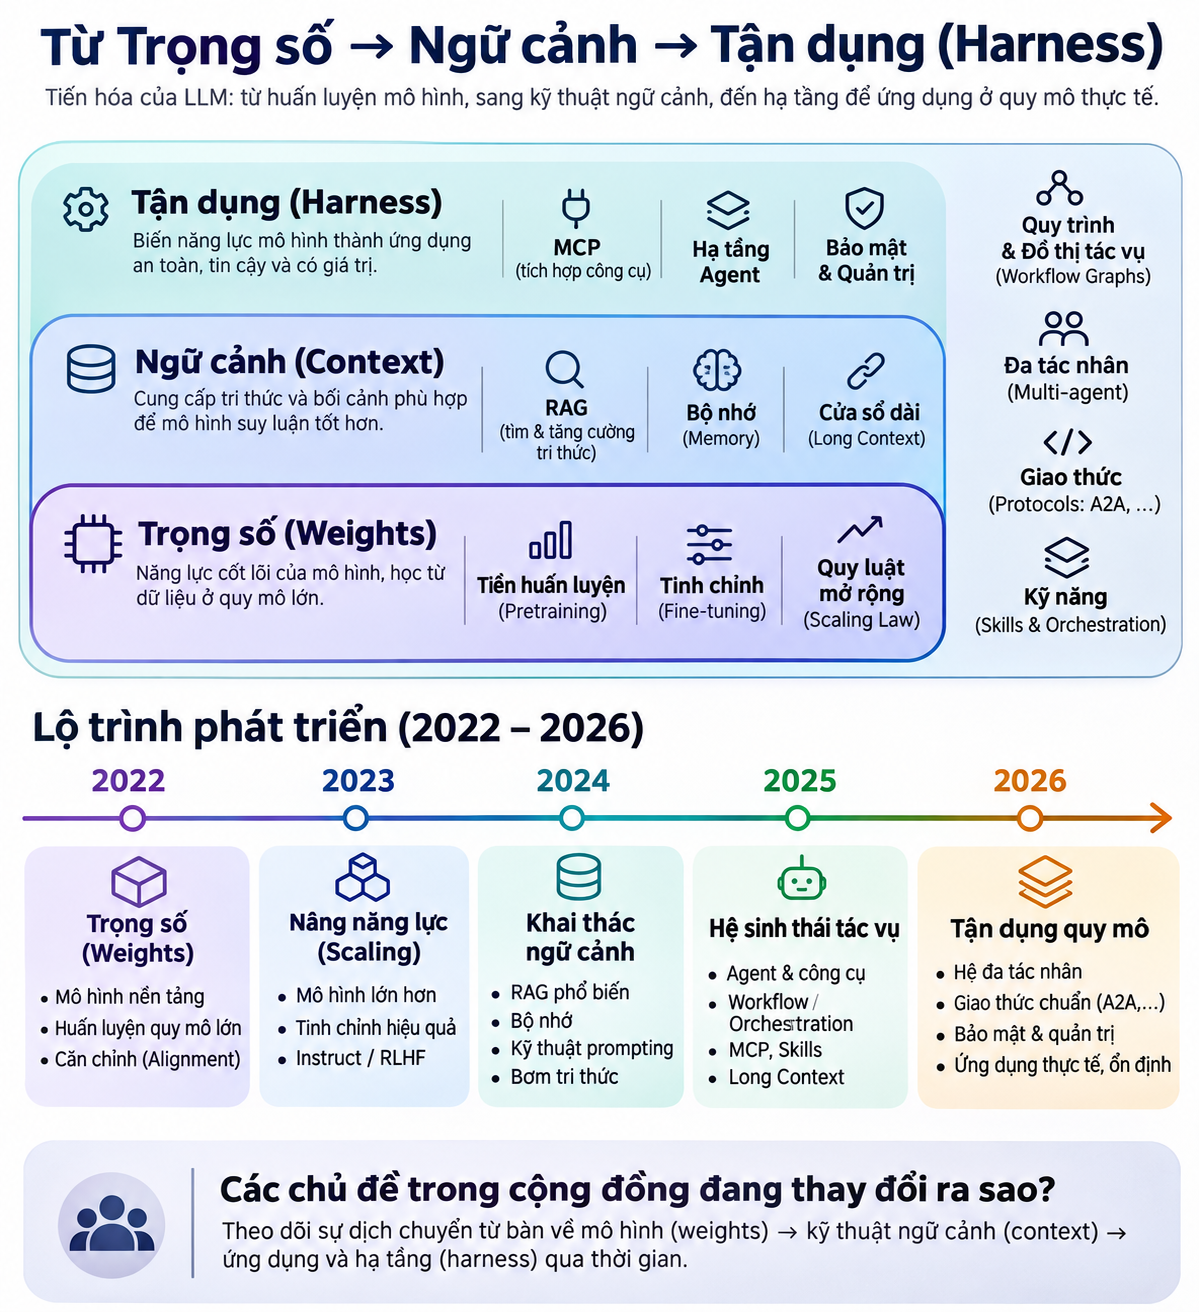 Từ Trọng số → Ngữ cảnh → Tận dụng (Harness)
Tiến hóa của LLM: từ huấn luyện mô hình, sang kỹ thuật ngữ cảnh, đến hạ tầng để ứng dụng ở quy mô thực tế.
Tận dụng (Harness)
Biến năng lực mô hình thành ứng dụng
an toàn, tin cậy và có giá trị.
MCP
(tích hợp công cụ)
Hạ tầng
Agent
Bảo mật
& Quản trị
Ngữ cảnh (Context)
Cung cấp tri thức và bối cảnh phù hợp
để mô hình suy luận tốt hơn.
RAG
(tìm & tăng cường
tri thức)
Bộ nhớ
(Memory)
Cửa sổ dài
(Long Context)
Trọng số (Weights)
Năng lực cốt lõi của mô hình, học từ
dữ liệu ở quy mô lớn.
Tiền huấn luyện
(Pretraining)
Tinh chỉnh
(Fine-tuning)
Quy luật
mở rộng
(Scaling Law)
Quy trình
& Đồ thị tác vụ
(Workflow Graphs)
Đa tác nhân
(Multi-agent)
Giao thức
(Protocols: A2A, ...)
Kỹ năng
(Skills & Orchestration)
Lộ trình phát triển (2022 – 2026)
2022
2023
2024
2025
2026
Trọng số
(Weights)
• Mô hình nền tảng
• Huấn luyện quy mô lớn
• Căn chỉnh (Alignment)
Nâng năng lực
(Scaling)
• Mô hình lớn hơn
• Tinh chỉnh hiệu quả
• Instruct / RLHF
Khai thác
ngữ cảnh
• RAG phổ biến
• Bộ nhớ
• Kỹ thuật prompting
• Bơm tri thức
Hệ sinh thái tác vụ
• Agent & công cụ
• Workflow /
Orchestration
• MCP, Skills
• Long Context
Tận dụng quy mô
• Hệ đa tác nhân
• Giao thức chuẩn (A2A,...)
• Bảo mật & quản trị
• Ứng dụng thực tế, ổn định
Các chủ đề trong cộng đồng đang thay đổi ra sao?
Theo dõi sự dịch chuyển từ bàn về mô hình (weights) → kỹ thuật ngữ cảnh (context) →
ứng dụng và hạ tầng (harness) qua thời gian.